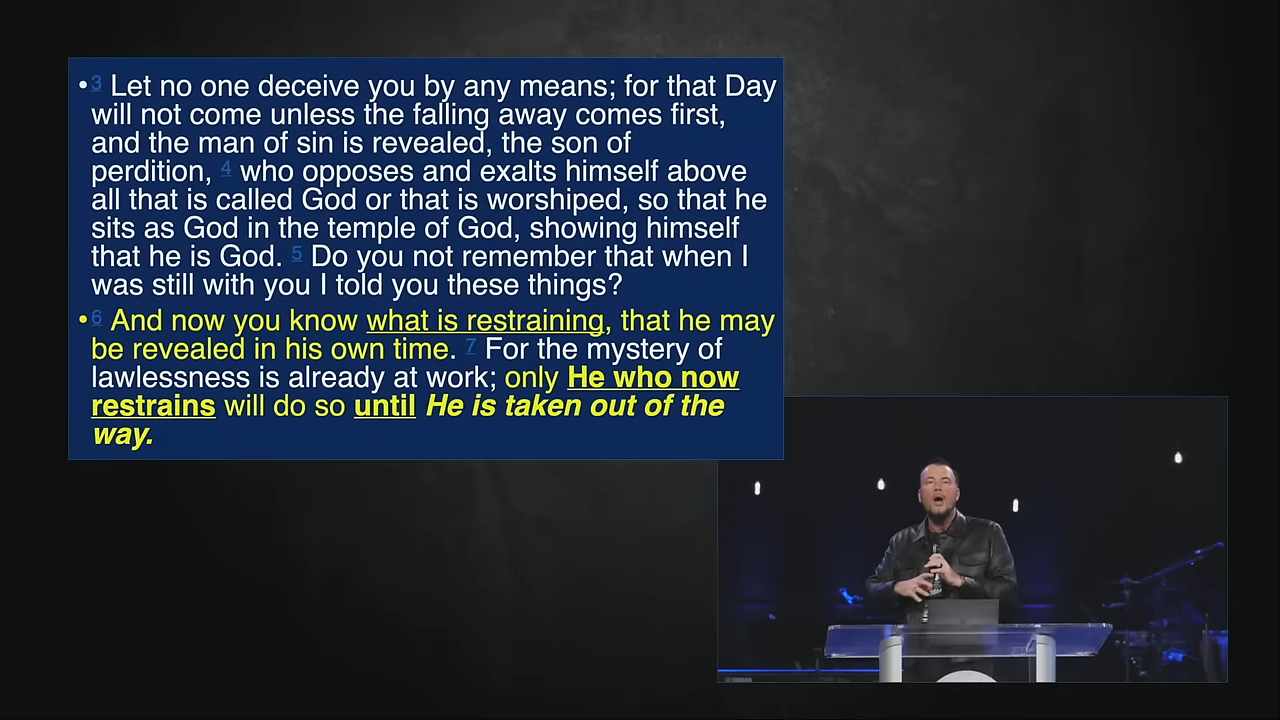 •3 Let no one deceive you by any means; for that Day
will not come unless the falling away comes first,
and the man of sin is revealed, the son of
perdition, 4 who opposes and exalts himself above
all that is called God or that is worshiped, so that he
sits as God in the temple of God, showing himself
that he is God. 5 Do you not remember that when I
was still with you I told you these things?
•6 And now you know what is restraining, that he may
be revealed in his own time. 7 For the mystery of
lawlessness is already at work; only He who now
restrains will do so until He is taken out of the
way.
YAMAHA